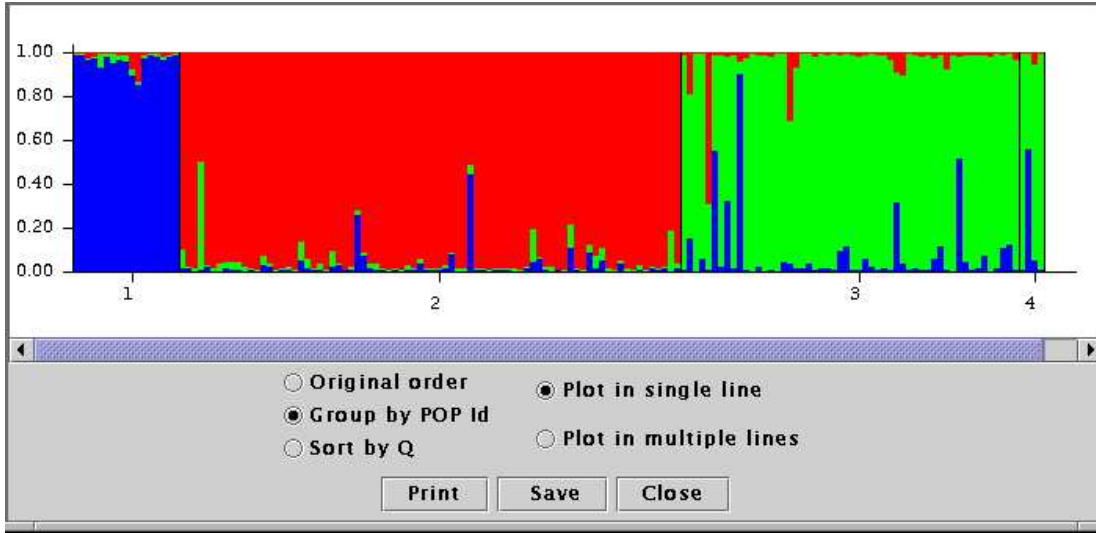 1.00
0.80
0.60
0.40
0.20
0.00
1
2
3
4
Original order
Plot in single line
Group by POP Id
Plot in multiple lines
Sort by Q
Print
Save
Close